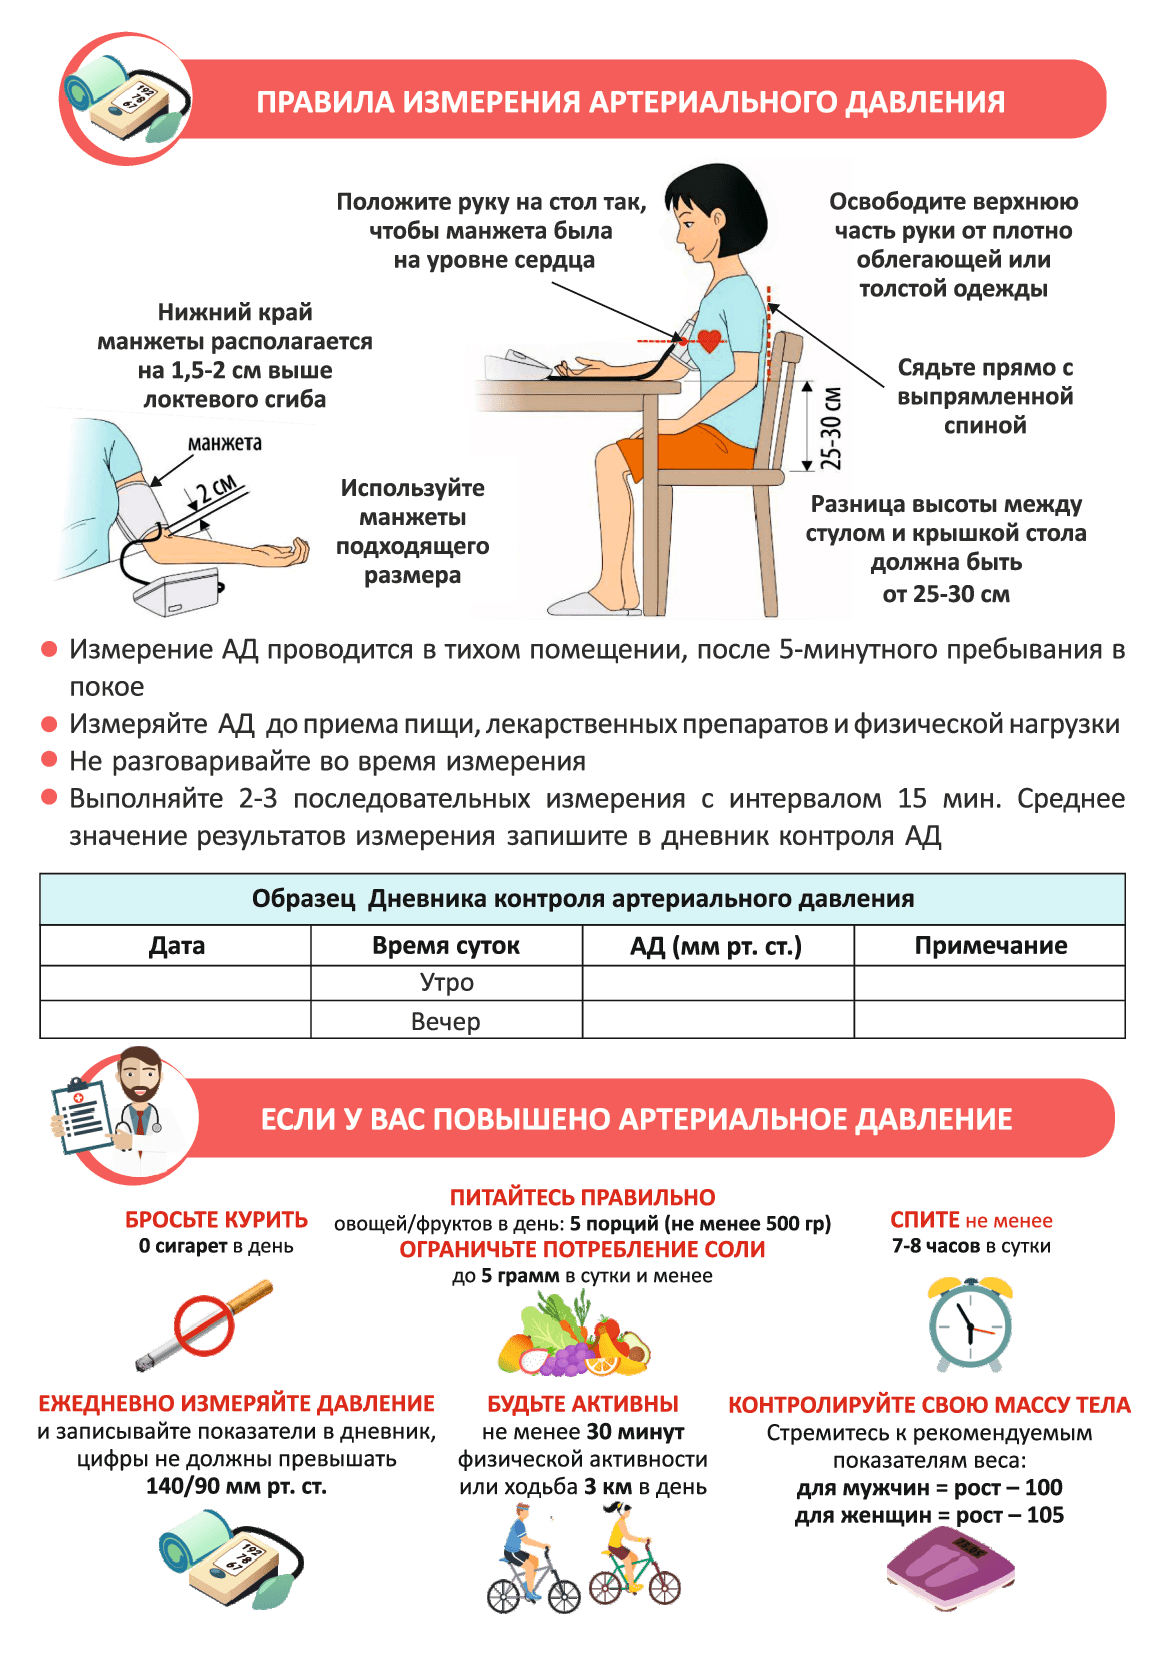 ПРАВИЛА ИЗМЕРЕНИЯ АРТЕРИАЛЬНОГО ДАВЛЕНИЯ
192
78
67
Положите руку на стол так,
чтобы манжета была
на уровне сердца
Освободите верхнюю
часть руки от плотно
облегающей или
толстой одежды
Нижний край
манжеты располагается
на 1,5-2 см выше
локтевого сгиба
Сядьте прямо с
выпрямленной
спиной
манжета
2 см
25-30 см
Используйте
манжеты
подходящего
размера
Разница высоты между
стулом и крышкой стола
должна быть
от 25-30 см
Измерение АД проводится в тихом помещении, после 5-минутного пребывания в
покое
Измеряйте АД до приема пищи, лекарственных препаратов и физической нагрузки
Не разговаривайте во время измерения
Выполняйте 2-3 последовательных измерения с интервалом 15 мин. Среднее
значение результатов измерения запишите в дневник контроля АД
Образец Дневника контроля артериального давления
Дата Время суток АД (мм рт. ст.) Примечание
Утро
Вечер
ЕСЛИ У ВАС ПОВЫШЕНО АРТЕРИАЛЬНОЕ ДАВЛЕНИЕ
БРОСЬТЕ КУРИТЬ
0 сигарет в день
ПИТАЙТЕСЬ ПРАВИЛЬНО
овощей/фруктов в день: 5 порций (не менее 500 гр)
ОГРАНИЧЬТЕ ПОТРЕБЛЕНИЕ СОЛИ
до 5 грамм в сутки и менее
СПИТЕ не менее
7-8 часов в сутки
ЕЖЕДНЕВНО ИЗМЕРЯЙТЕ ДАВЛЕНИЕ
и записывайте показатели в дневник,
цифры не должны превышать
140/90 мм рт. ст.
192
78
67
БУДЬТЕ АКТИВНЫ
не менее 30 минут
физической активности
или ходьба 3 км в день
КОНТРОЛИРУЙТЕ СВОЮ МАССУ ТЕЛА
Стремитесь к рекомендуемым
показателям веса:
для мужчин = рост – 100
для женщин = рост – 105